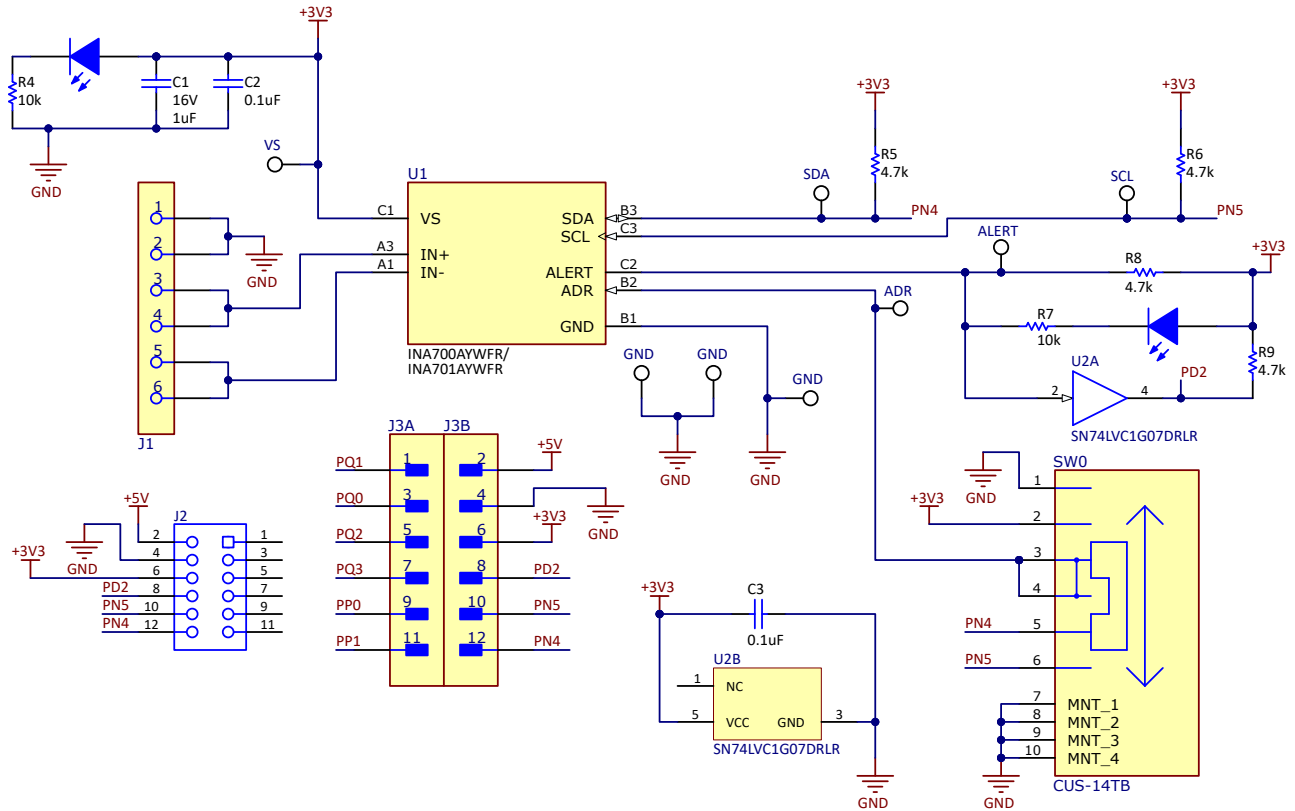 +3V3
R4
10k
C1
16V
1uF
C2
0.1uF
GND
VS
+3V3
R5
4.7k
SDA
PN4
+3V3
R6
4.7k
SCL
PN5
U1
C1 VS
A3 IN+
A1 IN-
SDA B3
SCL C3
ALERT C2
ADR B2
GND B1
INA700AYWFR/
INA701AYWFR
1
2
3
4
5
6
J1
GND
ALERT
ADR
+3V3
R8
4.7k
R7
10k
R9
4.7k
U2A
2
4
PD2
SN74LVC1G07DRLR
GND
GND
GND
GND
GND
J3A
J3B
PQ1 1
2 +5V
PQ0 3
4 GND
PQ2 5
6 +3V3
PQ3 7
8 PD2
PP0 9
10 PN5
PP1 11
12 PN4
+5V
J2
GND
+3V3
2 1
4 3
6 5
PD2 8 7
PN5 10 9
PN4 12 11
+3V3
C3
0.1uF
U2B
1 NC
5 VCC
GND 3
SN74LVC1G07DRLR
GND
SW0
GND
+3V3
1
2
3
4
PN4 5
PN5 6
7 MNT_1
8 MNT_2
9 MNT_3
10 MNT_4
GND
CUS-14TB